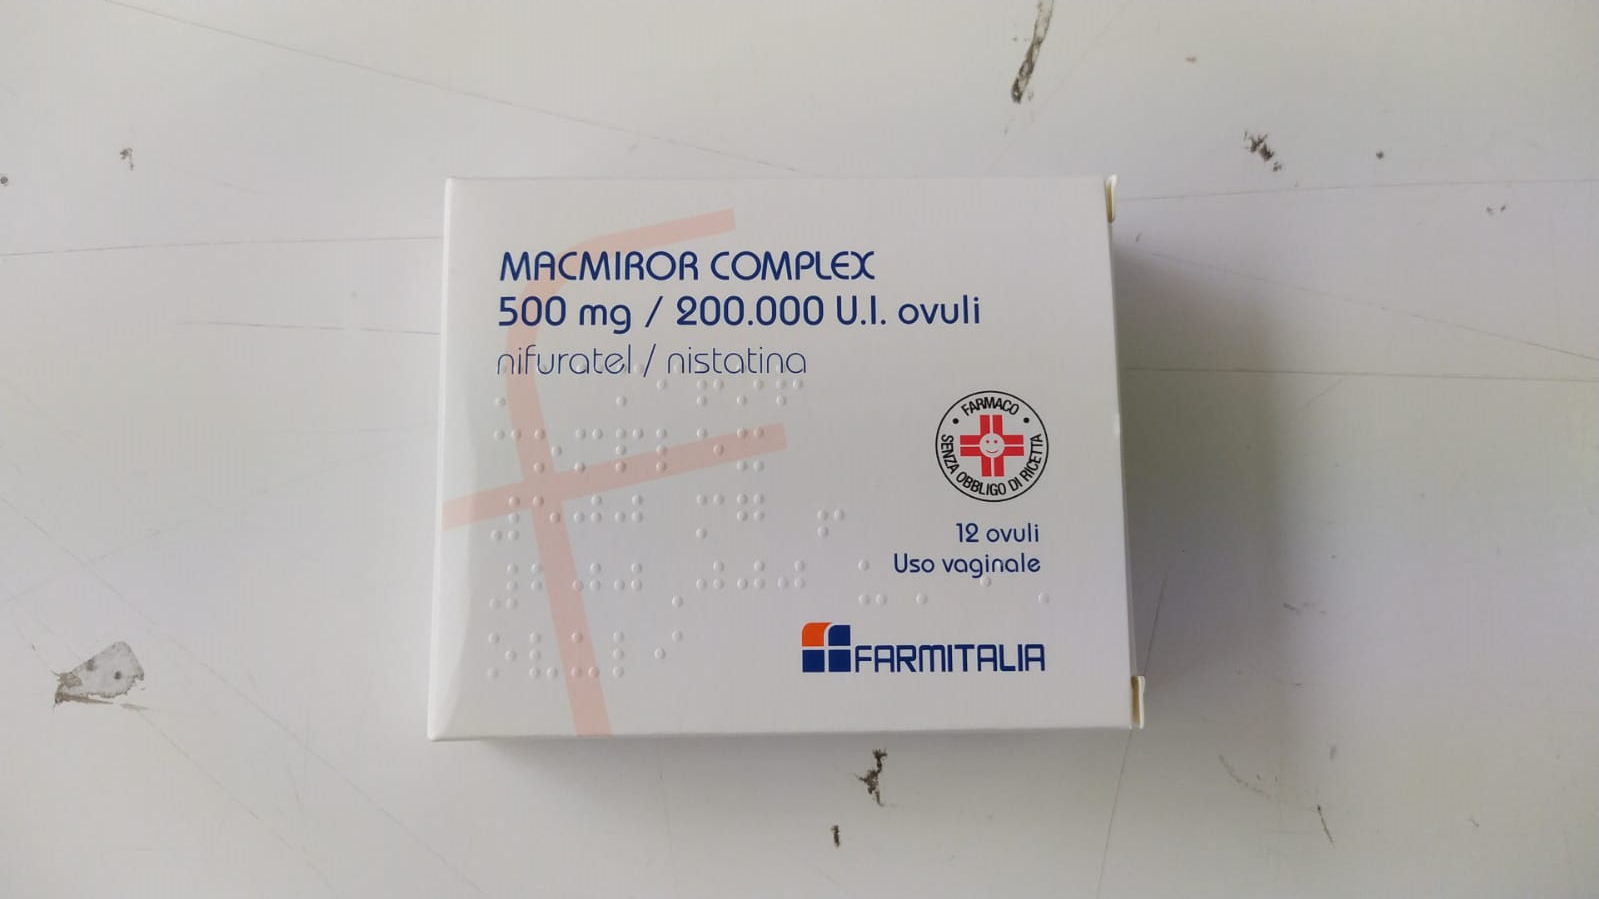 MACMIROR COMPLEX
500 mg / 200.000 U.I. ovuli
nifuratel / nistatina
FARMACO
SENZA OBBLIGO DI RICETTA
12 ovuli
Uso vaginale
FARMITALIA